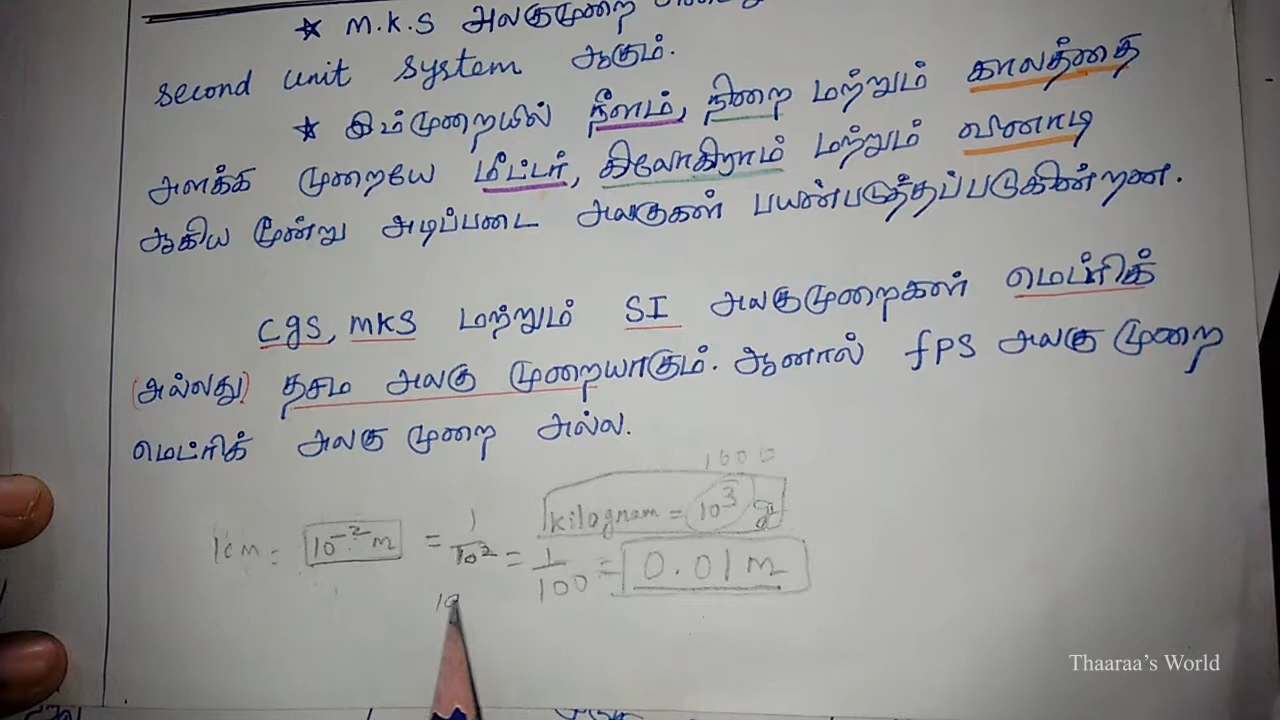 ★ M.K.S அலகுமுறை
second unit system ஆகும்.
★ இம்முறையில் நீளம், நிறை மற்றும் காலத்தை
அளக்க முறையே மீட்டர், கிலோகிராம் மற்றும் வினாடி
ஆகிய மூன்று அடிப்படை அலகுகள் பயன்படுத்தப்படுகின்றன.
cgs, mks மற்றும் SI அலகுமுறைகள் மெட்ரிக்
(அல்லது) தசம அலகு முறையாகும். ஆனால் fps அலகு முறை
மெட்ரிக் அலகு முறை அல்ல.
1000
kilogram = 10³ g
1cm = 10⁻² m = 1/10² = 1/100 = 0.01 m
Thaaraa's World